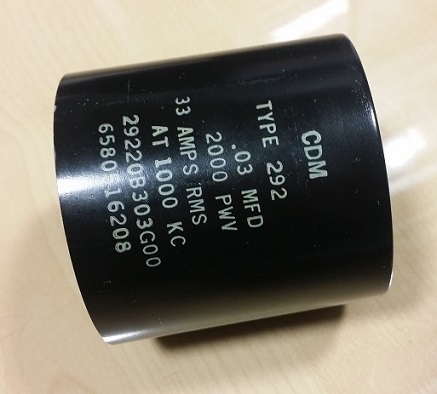 CDM
TYPE 292
.03 MFD
2000 PWV
33 AMPS RMS
AT 1000 KC
29220B303G00
6580116208